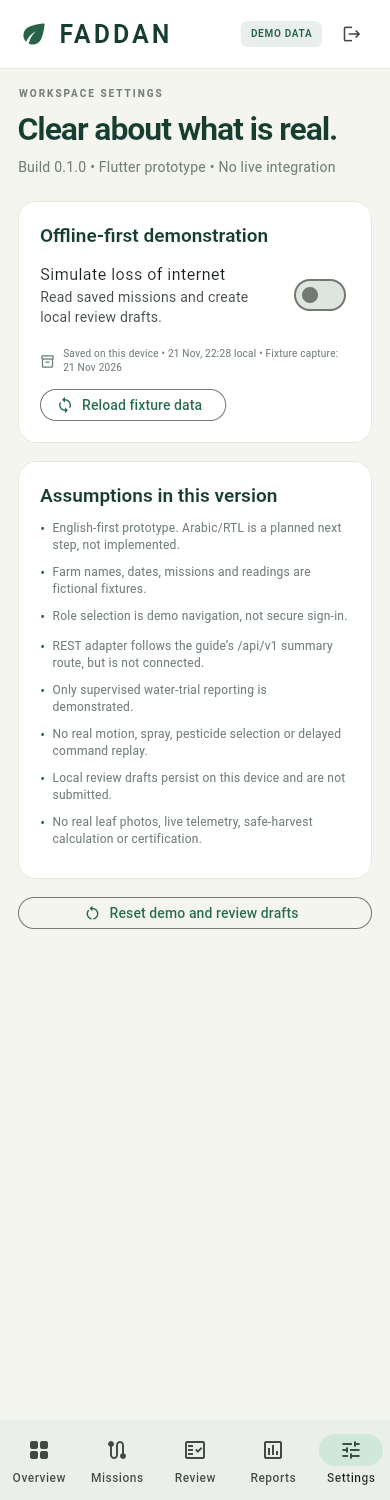 FADDAN
DEMO DATA
WORKSPACE SETTINGS
Clear about what is real.
Build 0.1.0 • Flutter prototype • No live integration
Offline-first demonstration
Simulate loss of internet
Read saved missions and create
local review drafts.
Saved on this device • 21 Nov, 22:28 local • Fixture capture:
21 Nov 2026
Reload fixture data
Assumptions in this version
• English-first prototype. Arabic/RTL is a planned next
step, not implemented.
• Farm names, dates, missions and readings are
fictional fixtures.
• Role selection is demo navigation, not secure sign-in.
• REST adapter follows the guide's /api/v1 summary
route, but is not connected.
• Only supervised water-trial reporting is
demonstrated.
• No real motion, spray, pesticide selection or delayed
command replay.
• Local review drafts persist on this device and are not
submitted.
• No real leaf photos, live telemetry, safe-harvest
calculation or certification.
Reset demo and review drafts
Overview
Missions
Review
Reports
Settings